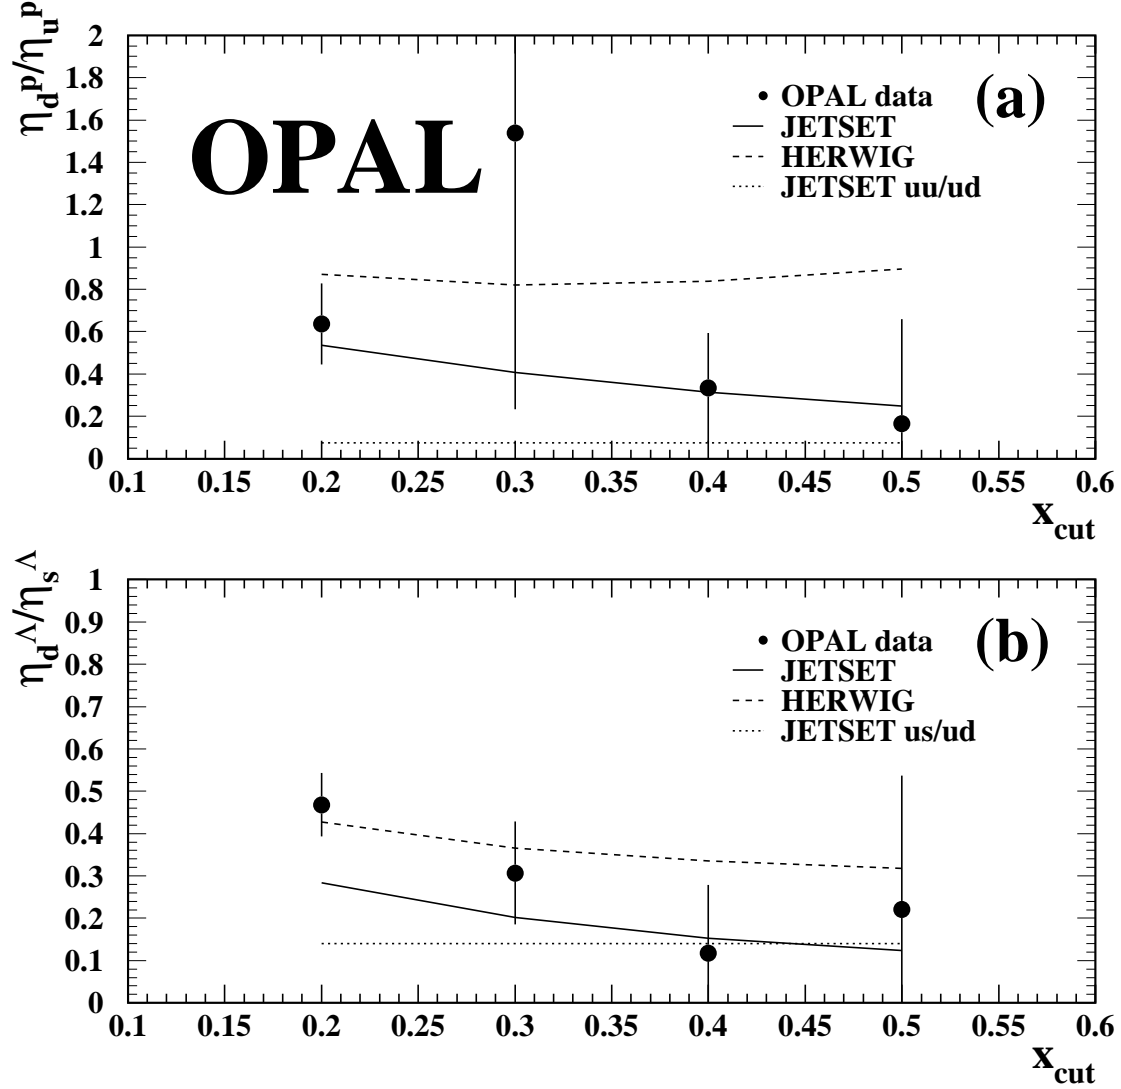 η_d^p/η_u^p
2
1.8
1.6
1.4
1.2
1
0.8
0.6
0.4
0.2
0
OPAL
(a)
OPAL data
JETSET
HERWIG
JETSET uu/ud
0.1 0.15 0.2 0.25 0.3 0.35 0.4 0.45 0.5 0.55 0.6
x_cut
η_d^Λ/η_s^Λ
1
0.9
0.8
0.7
0.6
0.5
0.4
0.3
0.2
0.1
0
(b)
OPAL data
JETSET
HERWIG
JETSET us/ud
0.1 0.15 0.2 0.25 0.3 0.35 0.4 0.45 0.5 0.55 0.6
x_cut